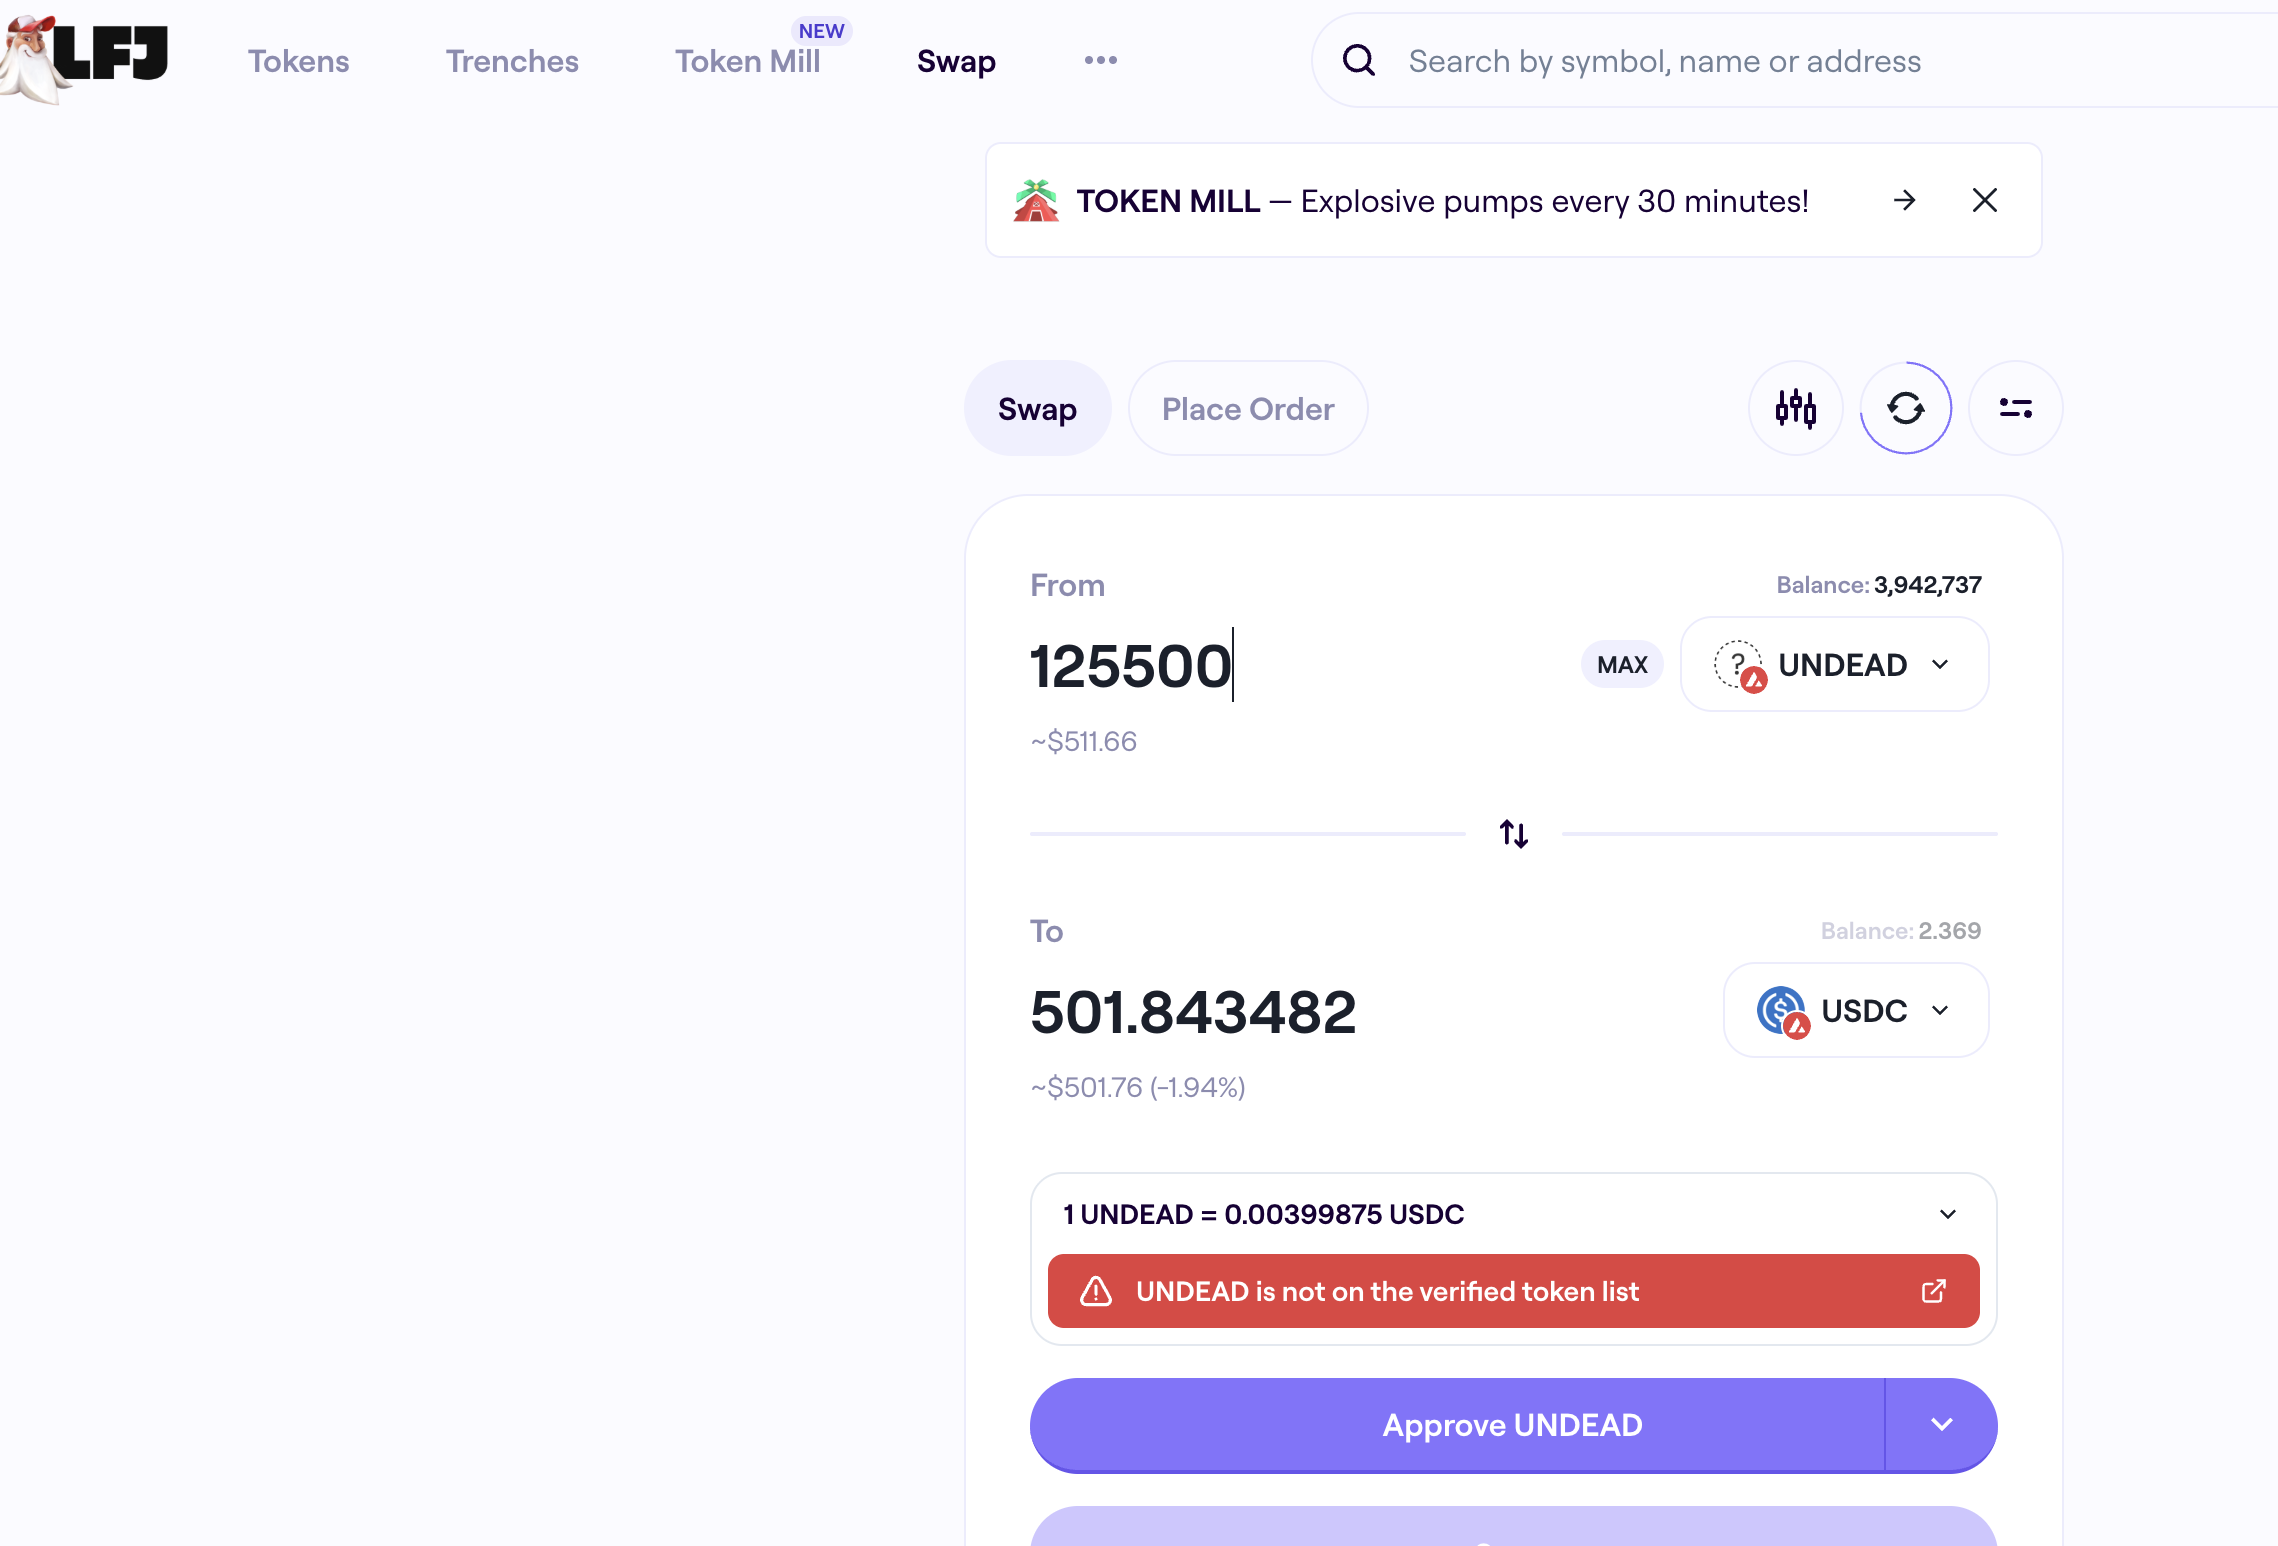 LFJ
Tokens
Trenches
Token Mill
NEW
Swap
Search by symbol, name or address
TOKEN MILL — Explosive pumps every 30 minutes!
Swap
Place Order
From
Balance: 3,942,737
125500
MAX
UNDEAD
~$511.66
To
Balance: 2.369
501.843482
USDC
~$501.76 (-1.94%)
1 UNDEAD = 0.00399875 USDC
UNDEAD is not on the verified token list
Approve UNDEAD